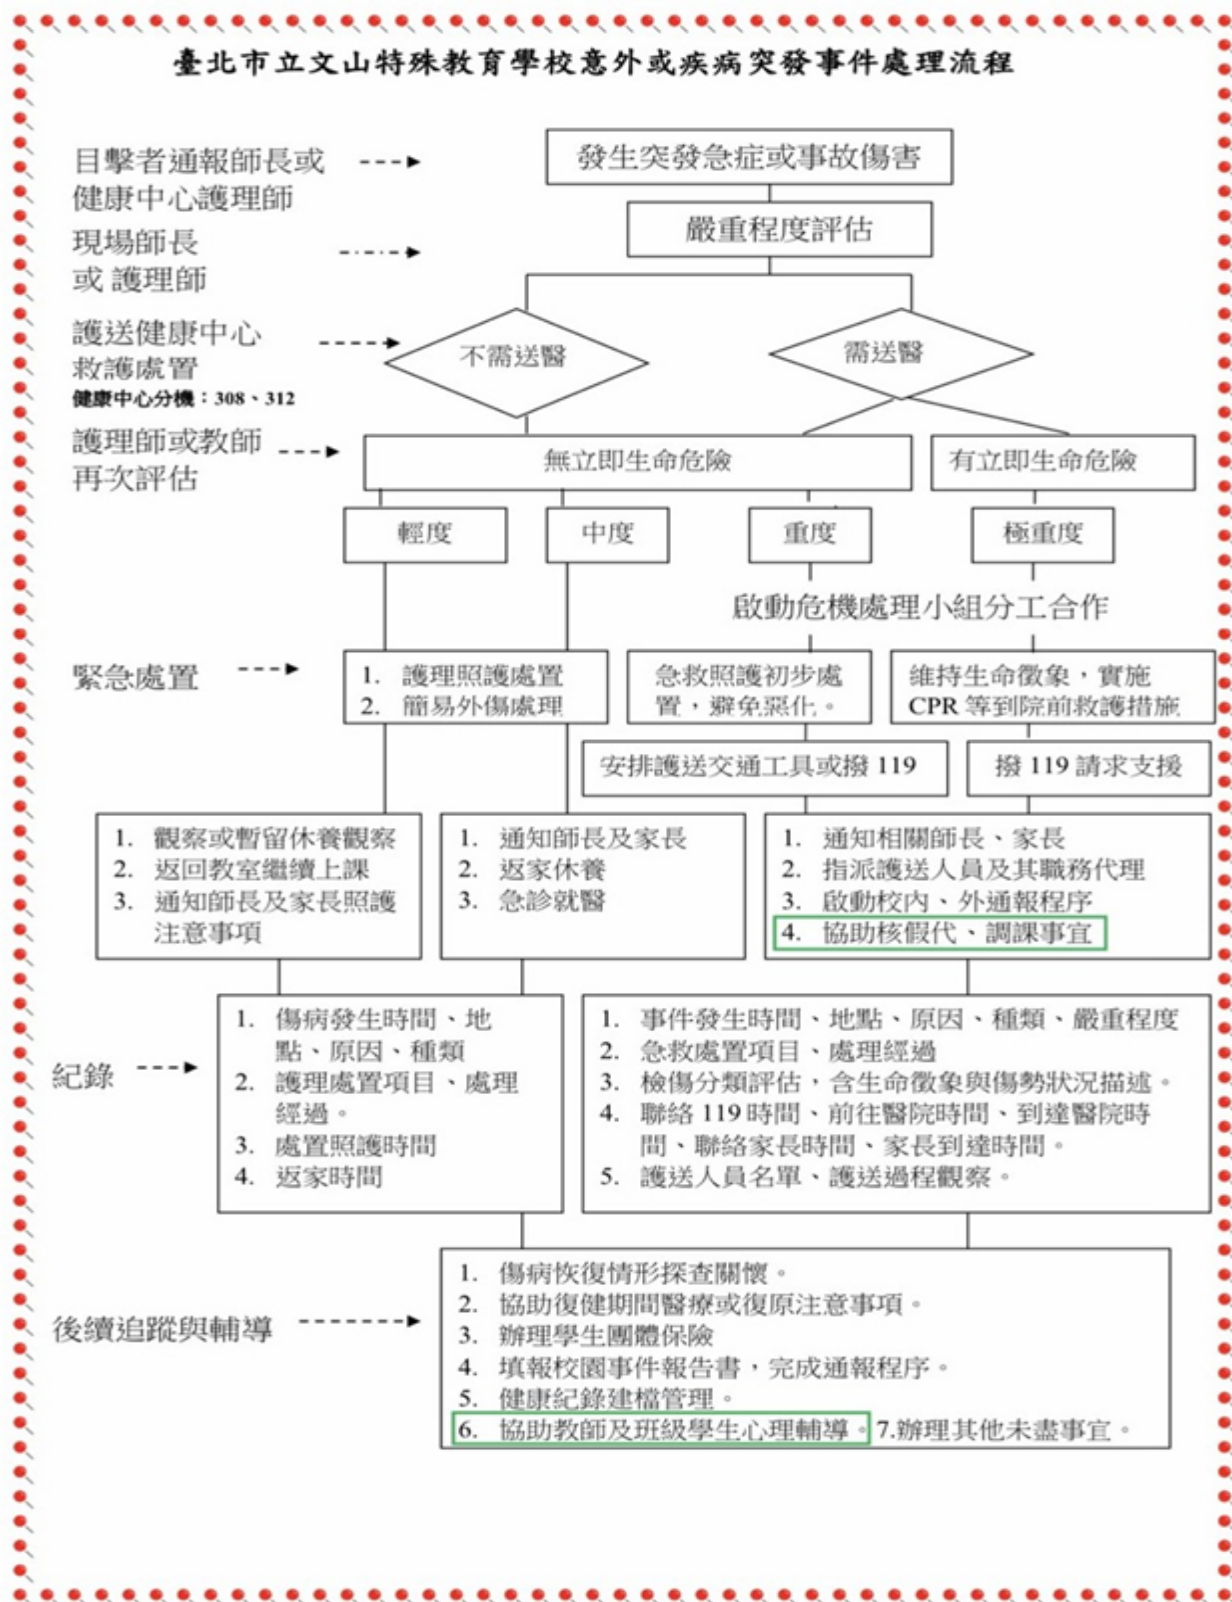 臺北市立文山特殊教育學校意外或疾病突發事件處理流程
目擊者通報師長或
健康中心護理師
發生突發急症或事故傷害
現場師長
或 護理師
嚴重程度評估
護送健康中心
救護處置
健康中心分機：308、312
不需送醫
需送醫
護理師或教師
再次評估
無立即生命危險
有立即生命危險
輕度
中度
重度
極重度
啟動危機處理小組分工合作
緊急處置
1. 護理照護處置
2. 簡易外傷處理
急救照護初步處
置，避免惡化。
維持生命徵象，實施
CPR 等到院前救護措施
安排護送交通工具或撥 119
撥 119 請求支援
1. 觀察或暫留休養觀察
2. 返回教室繼續上課
3. 通知師長及家長照護
注意事項
1. 通知師長及家長
2. 返家休養
3. 急診就醫
1. 通知相關師長、家長
2. 指派護送人員及其職務代理
3. 啟動校內、外通報程序
4. 協助核假代、調課事宜
紀錄
1. 傷病發生時間、地
點、原因、種類
2. 護理處置項目、處理
經過。
3. 處置照護時間
4. 返家時間
1. 事件發生時間、地點、原因、種類、嚴重程度
2. 急救處置項目、處理經過
3. 檢傷分類評估，含生命徵象與傷勢狀況描述。
4. 聯絡 119 時間、前往醫院時間、到達醫院時
間、聯絡家長時間、家長到達時間。
5. 護送人員名單、護送過程觀察。
後續追蹤與輔導
1. 傷病恢復情形探查關懷。
2. 協助復健期間醫療或復原注意事項。
3. 辦理學生團體保險
4. 填報校園事件報告書，完成通報程序。
5. 健康紀錄建檔管理。
6. 協助教師及班級學生心理輔導。7.辦理其他未盡事宜。